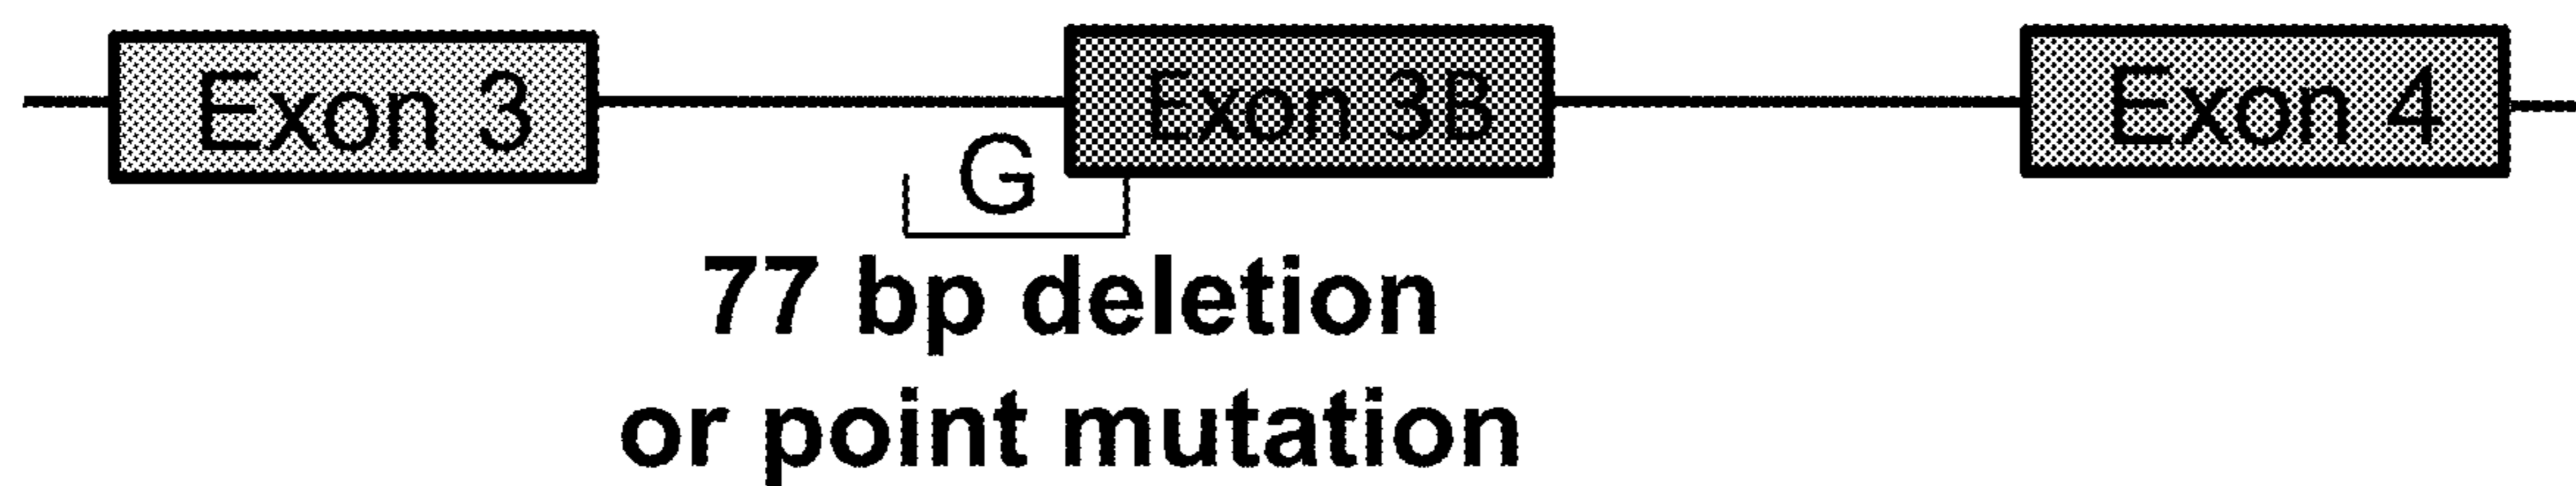 Exon 3 Exon 3B Exon 4
G
77 bp deletion
or point mutation